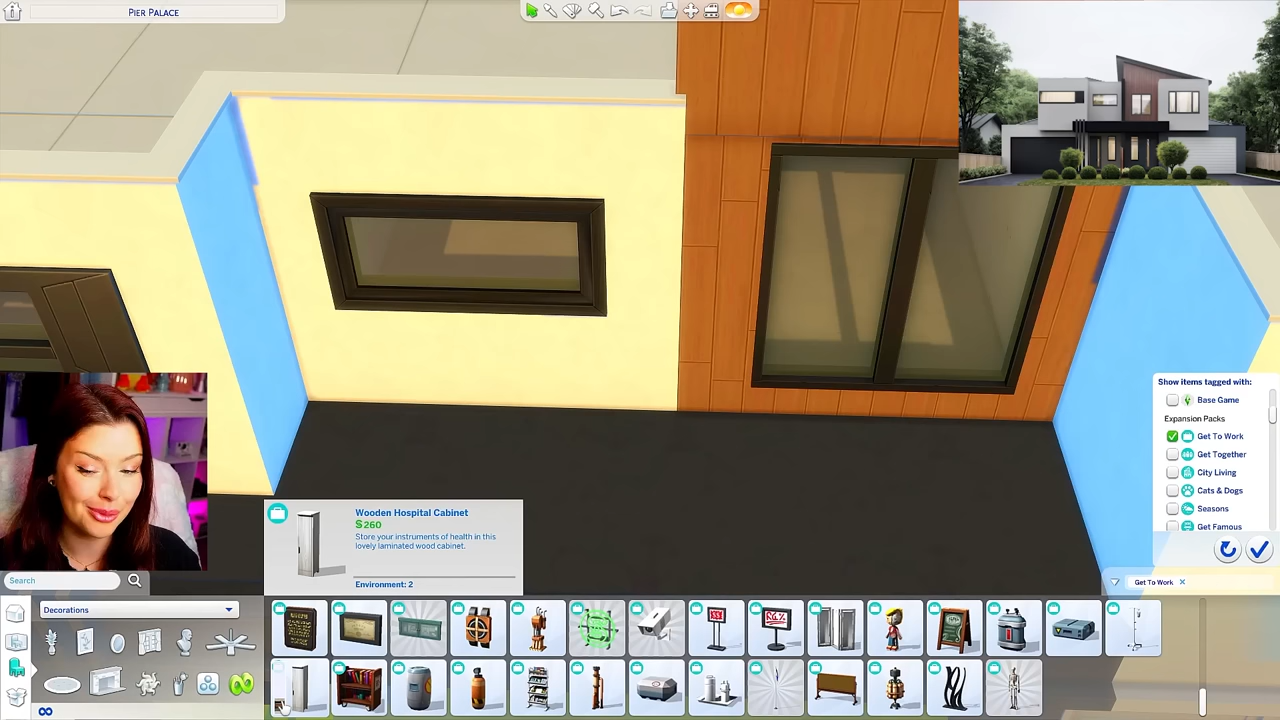 PIER PALACE
Show items tagged with:
Base Game
Expansion Packs
Get To Work
Get Together
City Living
Cats & Dogs
Seasons
Get Famous
Wooden Hospital Cabinet
§260
Store your instruments of health in this
lovely laminated wood cabinet.
Environment: 2
Search
Get To Work
Decorations